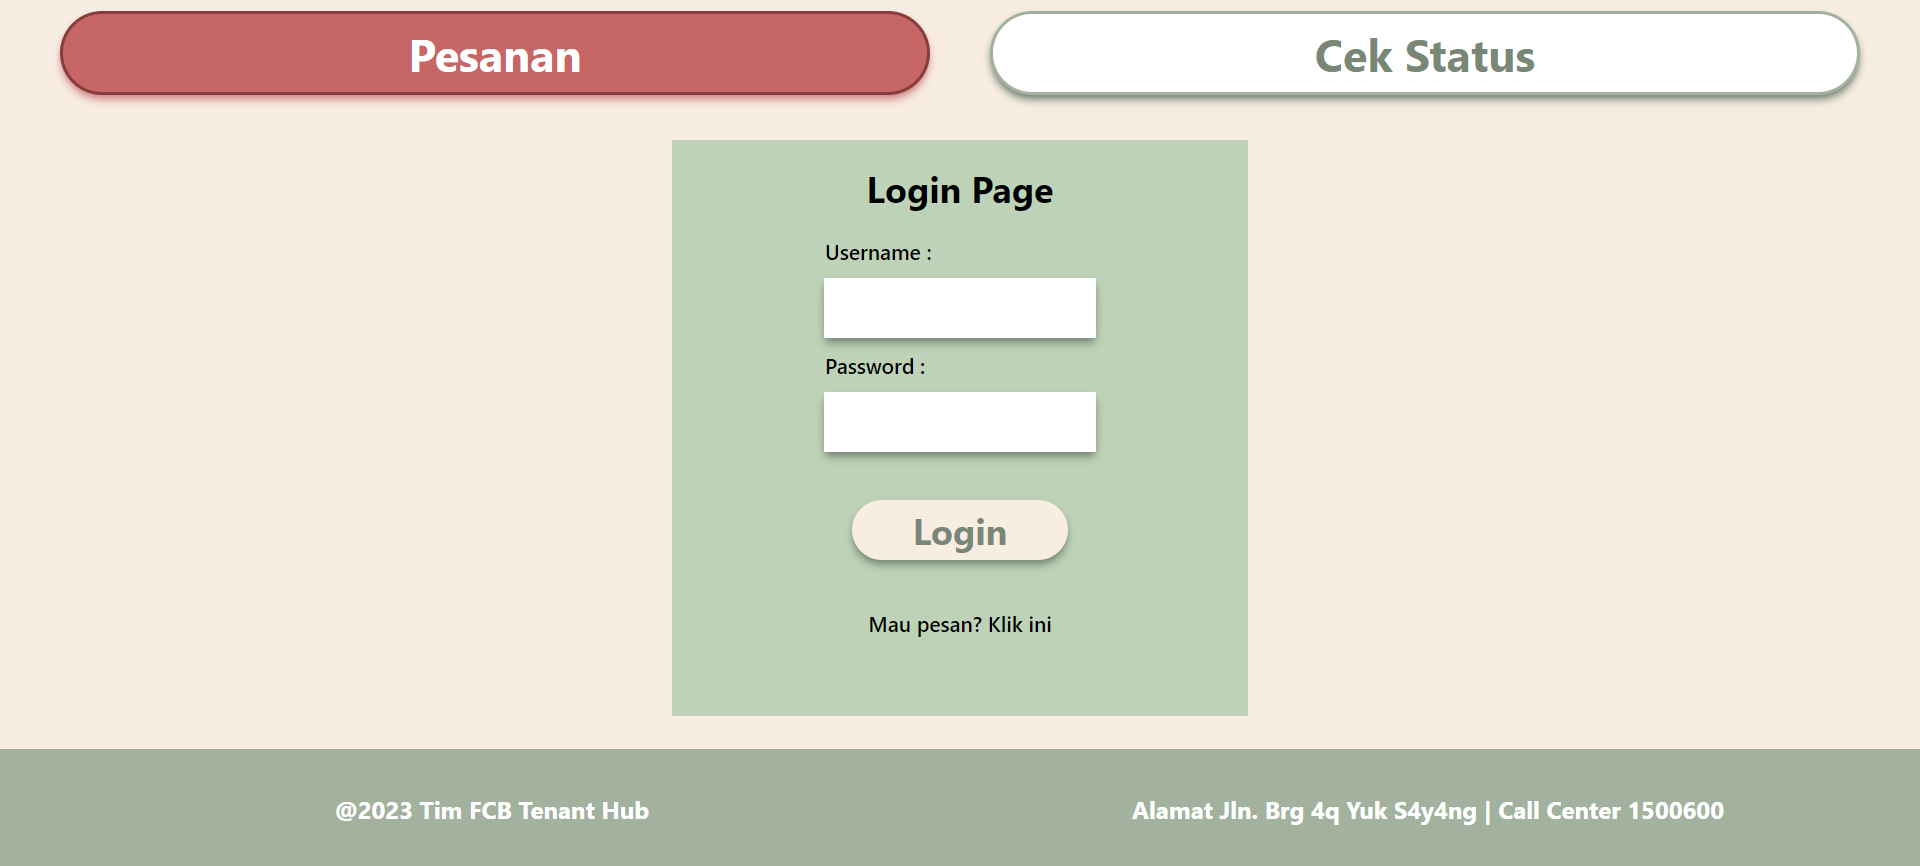 Pesanan
Cek Status
Login Page
Username :
Password :
Login
Mau pesan? Klik ini
@2023 Tim FCB Tenant Hub
Alamat Jln. Brg 4q Yuk S4y4ng | Call Center 1500600